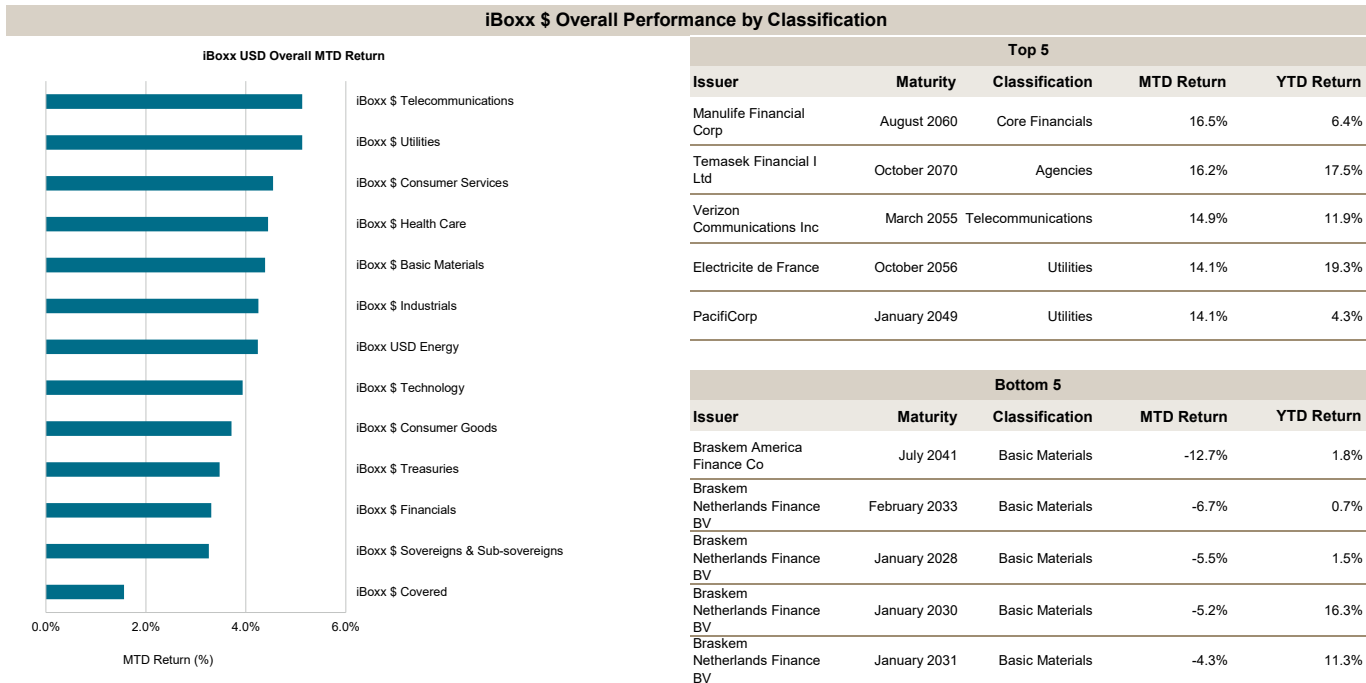 iBoxx $ Overall Performance by Classification
iBoxx USD Overall MTD Return
iBoxx $ Telecommunications
iBoxx $ Utilities
iBoxx $ Consumer Services
iBoxx $ Health Care
iBoxx $ Basic Materials
iBoxx $ Industrials
iBoxx USD Energy
iBoxx $ Technology
iBoxx $ Consumer Goods
iBoxx $ Treasuries
iBoxx $ Financials
iBoxx $ Sovereigns & Sub-sovereigns
iBoxx $ Covered
0.0% 2.0% 4.0% 6.0%
MTD Return (%)
Top 5
Issuer Maturity Classification MTD Return YTD Return
Manulife Financial
Corp August 2060 Core Financials 16.5% 6.4%
Temasek Financial I
Ltd October 2070 Agencies 16.2% 17.5%
Verizon
Communications Inc March 2055 Telecommunications 14.9% 11.9%
Electricite de France October 2056 Utilities 14.1% 19.3%
PacifiCorp January 2049 Utilities 14.1% 4.3%
Bottom 5
Issuer Maturity Classification MTD Return YTD Return
Braskem America
Finance Co July 2041 Basic Materials -12.7% 1.8%
Braskem
Netherlands Finance February 2033 Basic Materials -6.7% 0.7%
BV
Braskem
Netherlands Finance January 2028 Basic Materials -5.5% 1.5%
BV
Braskem
Netherlands Finance January 2030 Basic Materials -5.2% 16.3%
BV
Braskem
Netherlands Finance January 2031 Basic Materials -4.3% 11.3%
BV